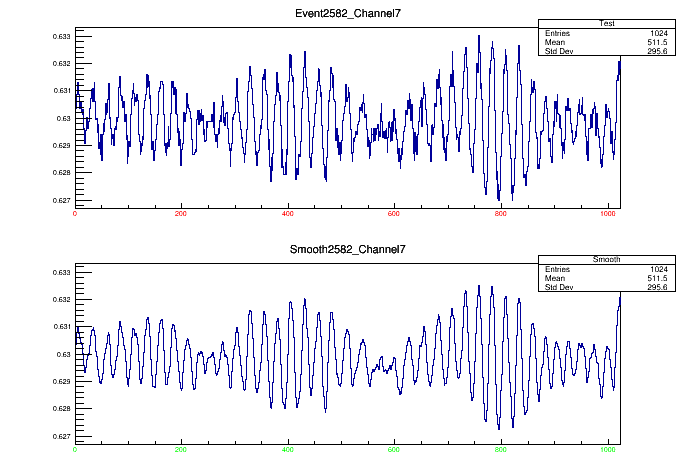 Event2582_Channel7
Test
Entries 1024
Mean 511.5
Std Dev 295.6
0.633
0.632
0.631
0.63
0.629
0.628
0.627
0 200 400 600 800 1000
Smooth2582_Channel7
Smooth
Entries 1024
Mean 511.5
Std Dev 295.6
0.633
0.632
0.631
0.63
0.629
0.628
0.627
0 200 400 600 800 1000